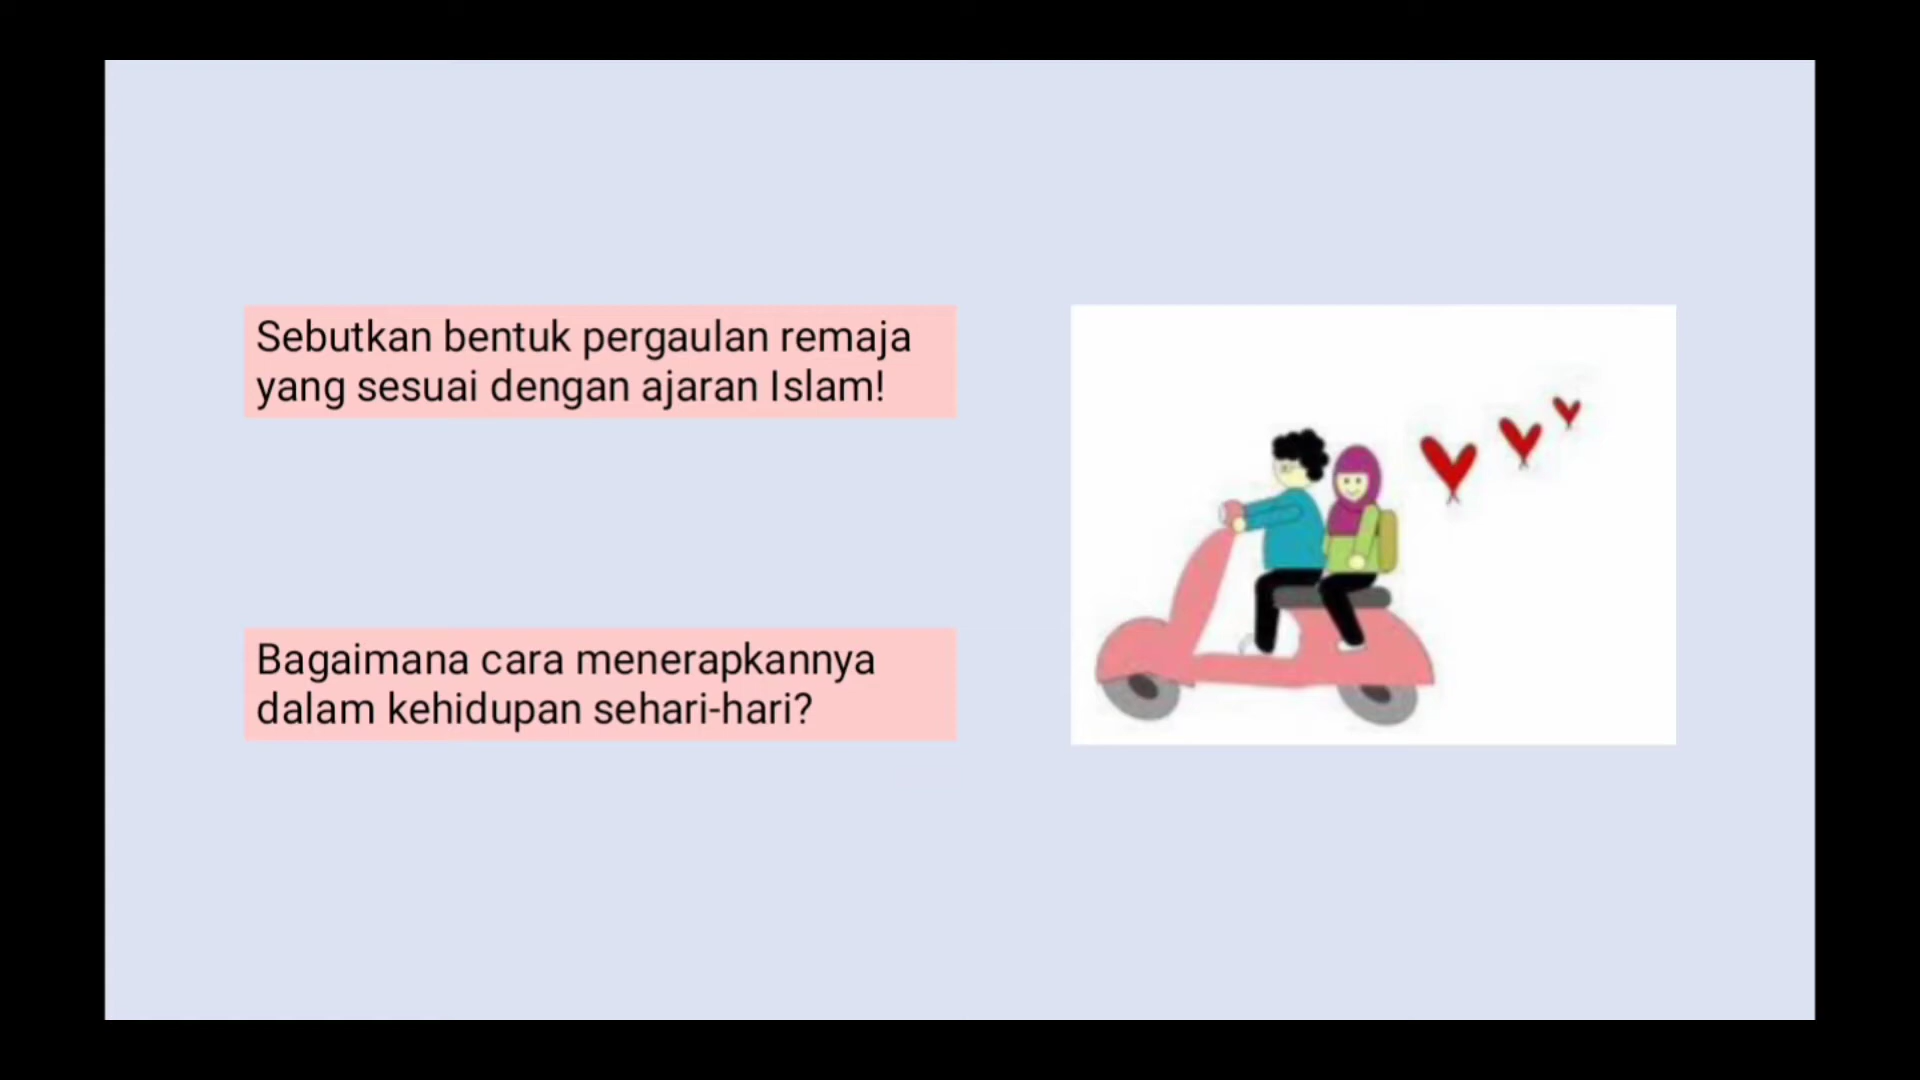 Sebutkan bentuk pergaulan remaja
yang sesuai dengan ajaran Islam!
Bagaimana cara menerapkannya
dalam kehidupan sehari-hari?